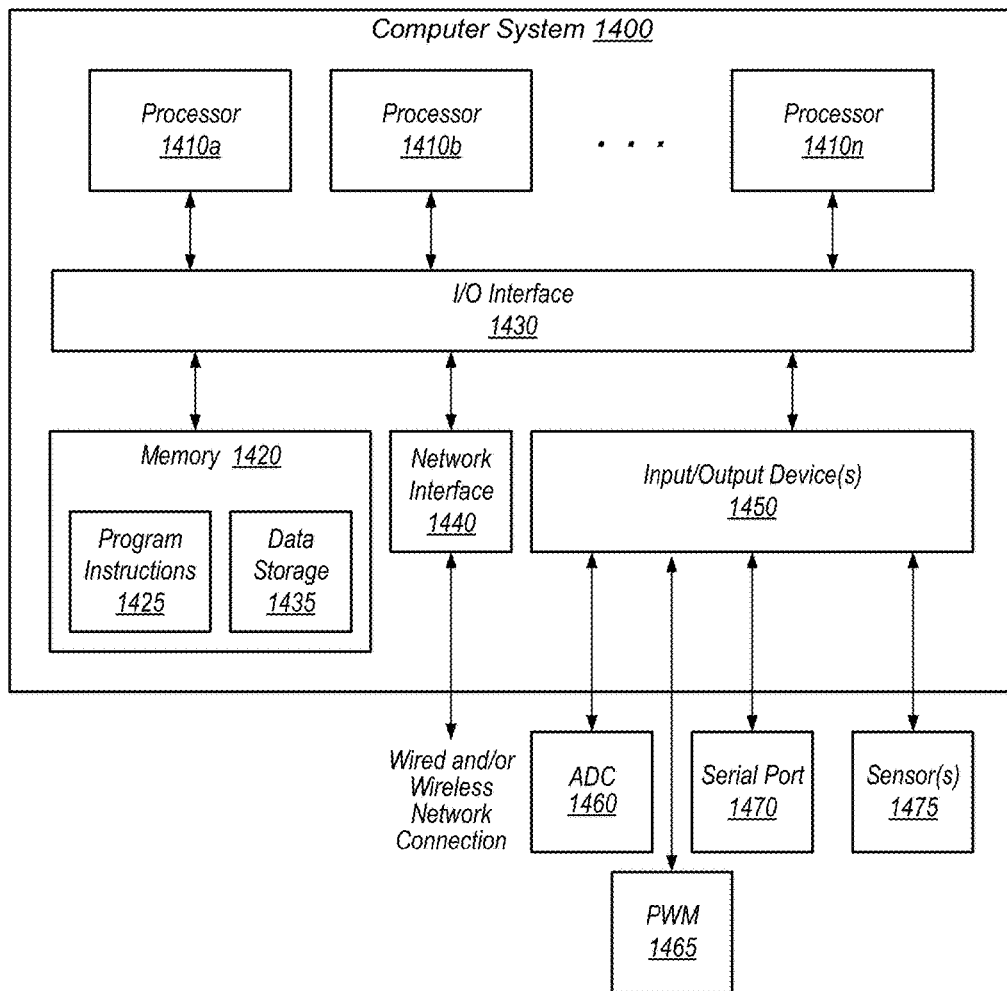 Computer System 1400
Processor
1410a
Processor
1410b
. . .
Processor
1410n
I/O Interface
1430
Memory 1420
Program
Instructions
1425
Data
Storage
1435
Network
Interface
1440
Input/Output Device(s)
1450
Wired and/or
Wireless
Network
Connection
ADC
1460
Serial Port
1470
Sensor(s)
1475
PWM
1465